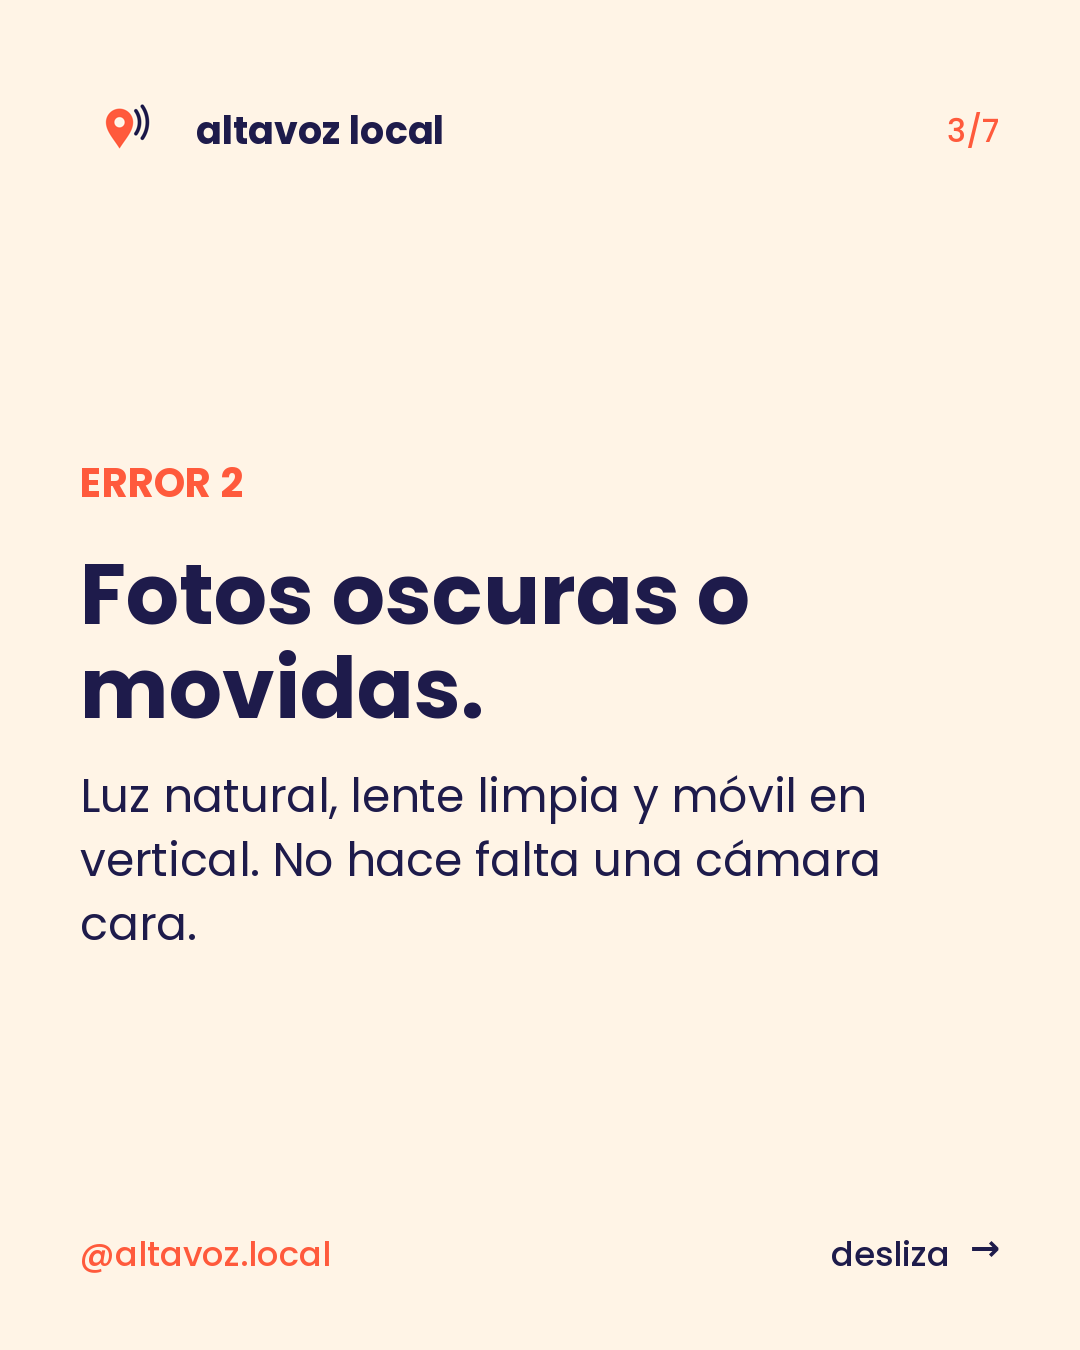 altavoz local
3/7
ERROR 2
Fotos oscuras o
movidas.
Luz natural, lente limpia y móvil en
vertical. No hace falta una cámara
cara.
@altavoz.local
desliza →